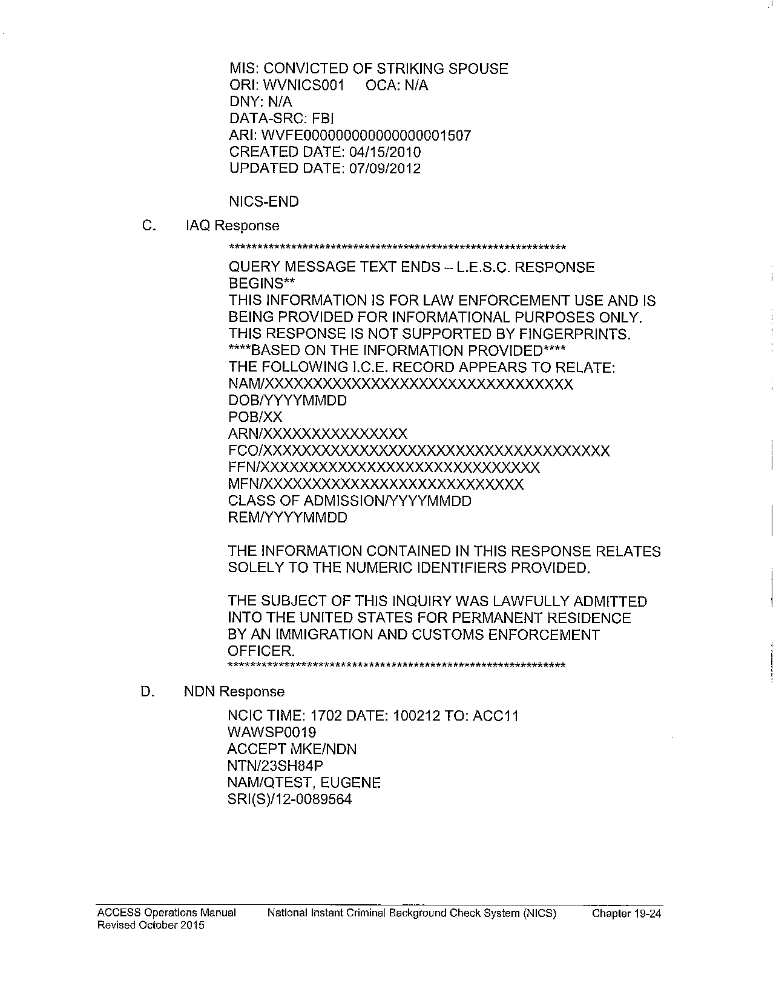 MIS: CONVICTED OF STRIKING SPOUSE
ORI: WVNICS001 OCA: N/A
DNY: N/A
DATA-SRC: FBI
ARI: WVFE000000000000000001507
CREATED DATE: 04/15/2010
UPDATED DATE: 07/09/2012
NICS-END
C. IAQ Response
************************************************************
QUERY MESSAGE TEXT ENDS – L.E.S.C. RESPONSE
BEGINS**
THIS INFORMATION IS FOR LAW ENFORCEMENT USE AND IS
BEING PROVIDED FOR INFORMATIONAL PURPOSES ONLY.
THIS RESPONSE IS NOT SUPPORTED BY FINGERPRINTS.
****BASED ON THE INFORMATION PROVIDED****
THE FOLLOWING I.C.E. RECORD APPEARS TO RELATE:
NAM/XXXXXXXXXXXXXXXXXXXXXXXXXXXXXXXX
DOB/YYYYMMDD
POB/XX
ARN/XXXXXXXXXXXXXXX
FCO/XXXXXXXXXXXXXXXXXXXXXXXXXXXXXXXXXXXX
FFN/XXXXXXXXXXXXXXXXXXXXXXXXXXXXX
MFN/XXXXXXXXXXXXXXXXXXXXXXXXXXX
CLASS OF ADMISSION/YYYYMMDD
REM/YYYYMMDD
THE INFORMATION CONTAINED IN THIS RESPONSE RELATES
SOLELY TO THE NUMERIC IDENTIFIERS PROVIDED.
THE SUBJECT OF THIS INQUIRY WAS LAWFULLY ADMITTED
INTO THE UNITED STATES FOR PERMANENT RESIDENCE
BY AN IMMIGRATION AND CUSTOMS ENFORCEMENT
OFFICER.
************************************************************
D. NDN Response
NCIC TIME: 1702 DATE: 100212 TO: ACC11
WAWSP0019
ACCEPT MKE/NDN
NTN/23SH84P
NAM/QTEST, EUGENE
SRI(S)/12-0089564
ACCESS Operations Manual National Instant Criminal Background Check System (NICS) Chapter 19-24
Revised October 2015